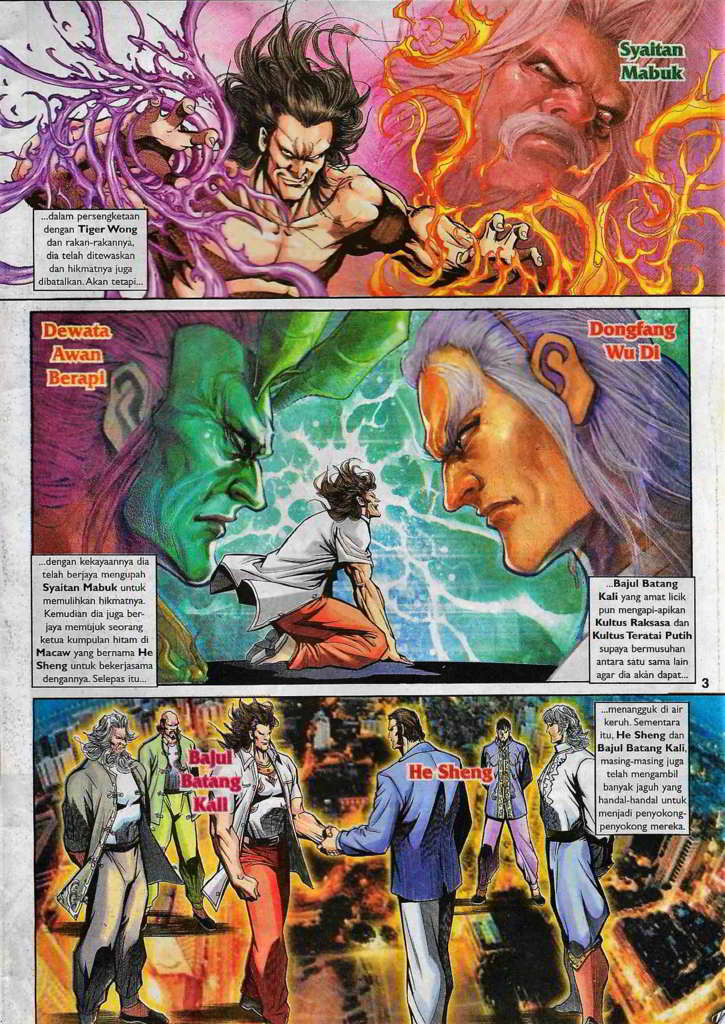 Syaitan
Mabuk
...dalam persengketaan
dengan Tiger Wong
dan rakan-rakannya,
dia telah ditewaskan
dan hikmatnya juga
dibatalkan. Akan tetapi...
Dewata
Awan
Berapi
Dongfang
Wu Di
...dengan kekayaannya dia
telah berjaya mengupah
Syaitan Mabuk untuk
memulihkan hikmatnya.
Kemudian dia juga ber-
jaya memujuk seorang
ketua kumpulan hitam di
Macaw yang bernama He
Sheng untuk bekerjasama
dengannya. Selepas itu...
...Bajul Batang
Kali yang amat licik
pun mengapi-apikan
Kultus Raksasa dan
Kultus Teratai Putih
supaya bermusuhan
antara satu sama lain
agar dia akan dapat...
3
...menangguk di air
keruh. Sementara
itu, He Sheng dan
Bajul Batang Kali,
masing-masing juga
telah mengambil
banyak jaguh yang
handal-handal untuk
menjadi penyokong-
penyokong mereka.
Bajul
Batang
Kali
He Sheng